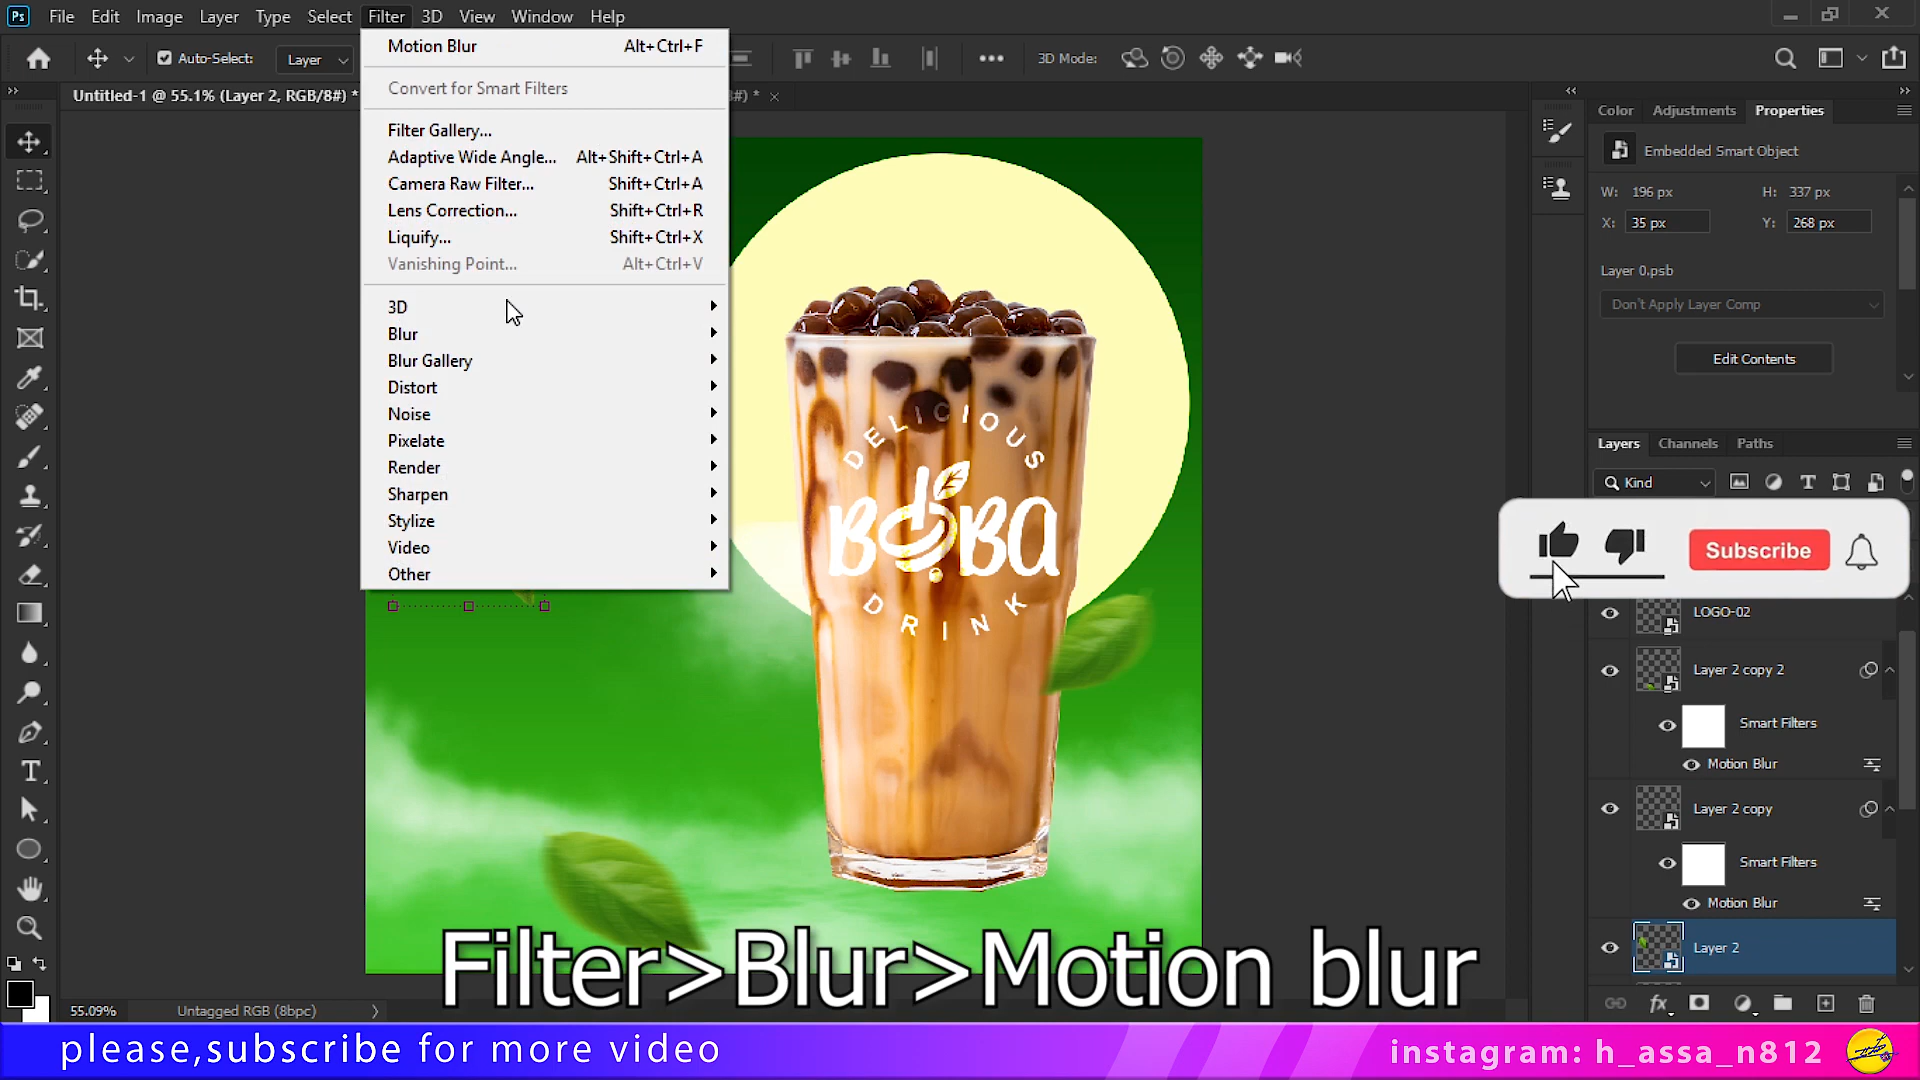 Ps File Edit Image Layer Type Select Filter 3D View Window Help
Auto-Select: Layer 3D Mode:
Untitled-1 @ 55.1% (Layer 2, RGB/8#) * #) *
Motion Blur Alt+Ctrl+F
Convert for Smart Filters
Filter Gallery...
Adaptive Wide Angle... Alt+Shift+Ctrl+A
Camera Raw Filter... Shift+Ctrl+A
Lens Correction... Shift+Ctrl+R
Liquify... Shift+Ctrl+X
Vanishing Point... Alt+Ctrl+V
3D
Blur
Blur Gallery
Distort
Noise
Pixelate
Render
Sharpen
Stylize
Video
Other
DELICIOUS
BOBA
DRINK
Color Adjustments Properties
Embedded Smart Object
W: 196 px H: 337 px
X: 35 px Y: 268 px
Layer 0.psb
Don't Apply Layer Comp
Edit Contents
Layers Channels Paths
Kind
Subscribe
LOGO-02
Layer 2 copy 2
Smart Filters
Motion Blur
Layer 2 copy
Smart Filters
Motion Blur
Layer 2
fx
Filter>Blur>Motion blur
55.09% Untagged RGB (8bpc)
please,subscribe for more video
instagram: h_assa_n812